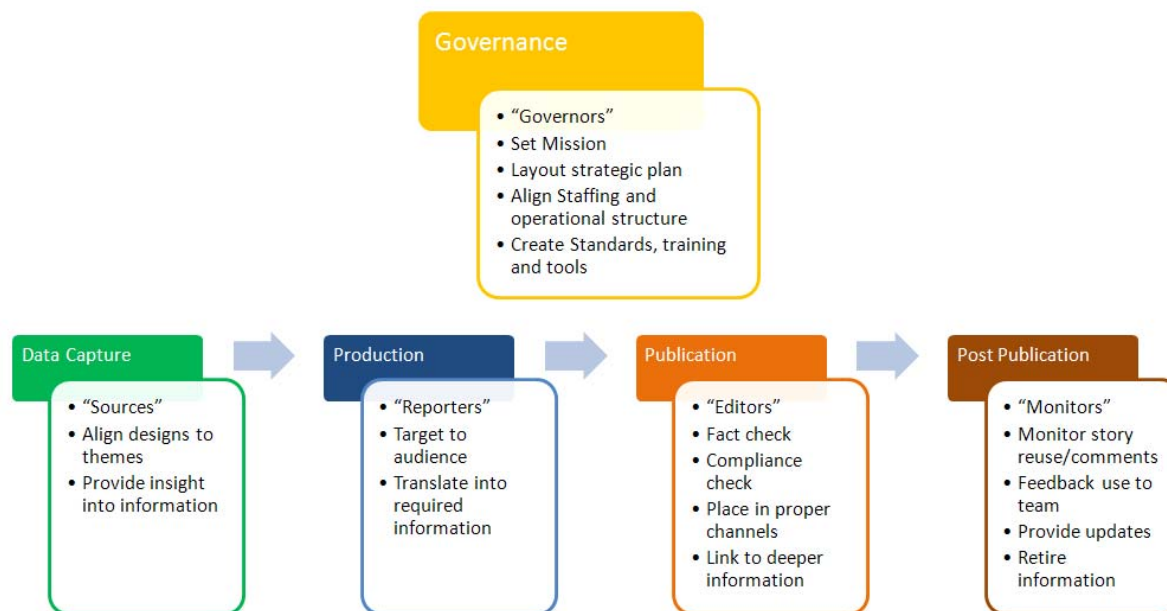 Governance
• “Governors”
• Set Mission
• Layout strategic plan
• Align Staffing and
operational structure
• Create Standards, training
and tools
Data Capture
• “Sources”
• Align designs to
themes
• Provide insight
into information
Production
• “Reporters”
• Target to
audience
• Translate into
required
information
Publication
• “Editors”
• Fact check
• Compliance
check
• Place in proper
channels
• Link to deeper
information
Post Publication
• “Monitors”
• Monitor story
reuse/comments
• Feedback use to
team
• Provide updates
• Retire
information